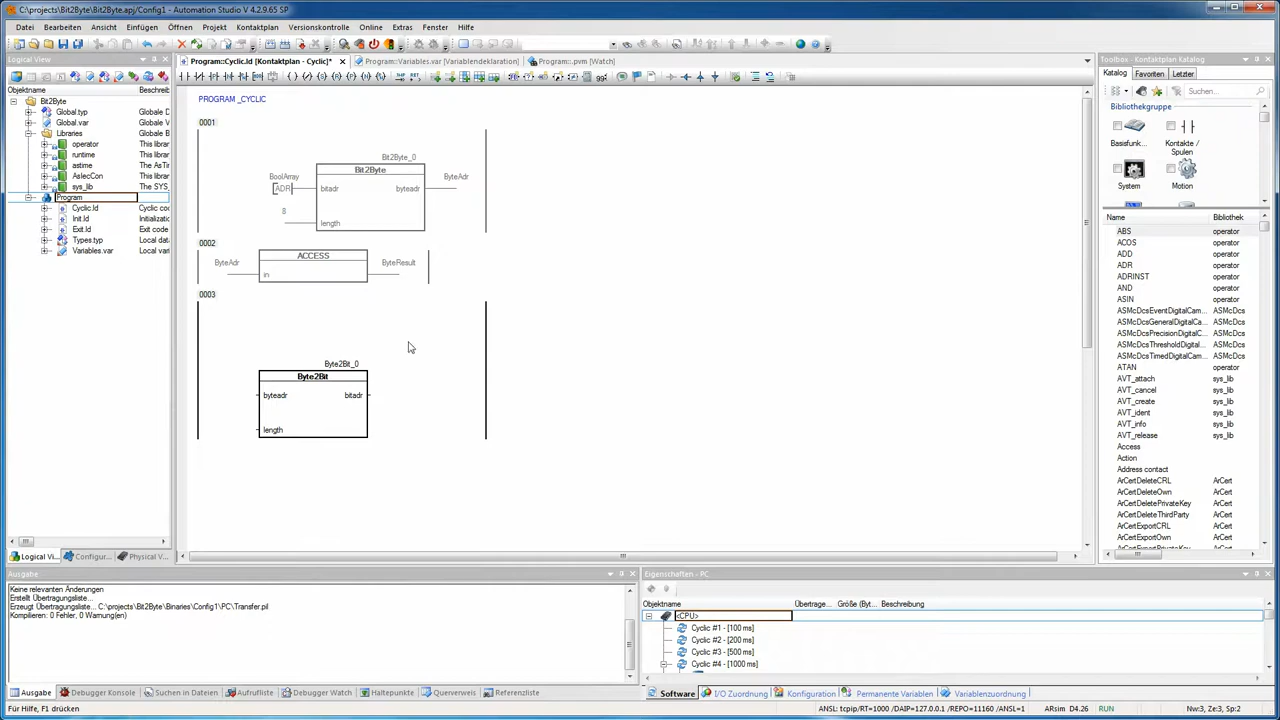 C:\projects\Bit2Byte\Bit2Byte.apj/Config1 - Automation Studio V 4.2.9.65 SP
Datei Bearbeiten Ansicht Einfügen Öffnen Projekt Kontaktplan Versionskontrolle Online Extras Fenster Hilfe
Logical View
Objektname Beschreib
Bit2Byte
Global.typ Globale D
Global.var Globale V
Libraries Globale B
operator This librar
runtime This librar
astime The AsTin
AsIecCon This librar
sys_lib The SYS_
Program
Cyclic.ld Cyclic co
Init.ld Initializatio
Exit.ld Exit code
Types.typ Local data
Variables.var Local vari
Logical Vi... Configur... Physical V...
Program::Cyclic.ld [Kontaktplan - Cyclic]* Program::Variables.var [Variablendeklaration] Program::.pvm [Watch]
PROGRAM _CYCLIC
0001
Bit2Byte_0
BoolArray Bit2Byte ByteAdr
ADR bitadr byteadr
8
length
0002
ByteAdr ACCESS ByteResult
in
0003
Byte2Bit_0
Byte2Bit
byteadr bitadr
length
Toolbox - Kontaktplan Katalog
Katalog Favoriten Letzter
Suchen...
Bibliothekgruppe
Basisfunk... Kontakte / Spulen
System Motion
Name Bibliothek
ABS operator
ACOS operator
ADD operator
ADR operator
ADRINST operator
AND operator
ASIN operator
ASMcDcsEventDigitalCam... ASMcDcs
ASMcDcsGeneralDigitalCa... ASMcDcs
ASMcDcsPrecisionDigitalC... ASMcDcs
ASMcDcsThresholdDigital... ASMcDcs
ASMcDcsTimedDigitalCam... ASMcDcs
ATAN operator
AVT_attach sys_lib
AVT_cancel sys_lib
AVT_create sys_lib
AVT_ident sys_lib
AVT_info sys_lib
AVT_release sys_lib
Access
Action
Address contact
ArCertDeleteCRL ArCert
ArCertDeleteOwn ArCert
ArCertDeletePrivateKey ArCert
ArCertDeleteThirdParty ArCert
ArCertExportCRL ArCert
ArCertExportOwn ArCert
ArCertExportPrivateKey ArCert
Ausgabe
Keine relevanten Änderungen
Erstellt Übertragungsliste...
Erzeugt Übertragungsliste... C:\projects\Bit2Byte\Binaries\Config1\PC\Transfer.pil
Kompilieren: 0 Fehler, 0 Warnung(en)
Ausgabe Debugger Konsole Suchen in Dateien Aufrufliste Debugger Watch Haltepunkte Querverweis Referenzliste
Eigenschaften - PC
Objektname Übertrage... Größe (Byt... Beschreibung
<CPU>
Cyclic #1 - [100 ms]
Cyclic #2 - [200 ms]
Cyclic #3 - [500 ms]
Cyclic #4 - [1000 ms]
Software I/O Zuordnung Konfiguration Permanente Variablen Variablenzuordnung
Für Hilfe, F1 drücken ANSL: tcpip/RT=1000 /DAIP=127.0.0.1 /REPO=11160 /ANSL=1 ARsim D4.26 RUN Nw:3, Ze:3, Sp:2